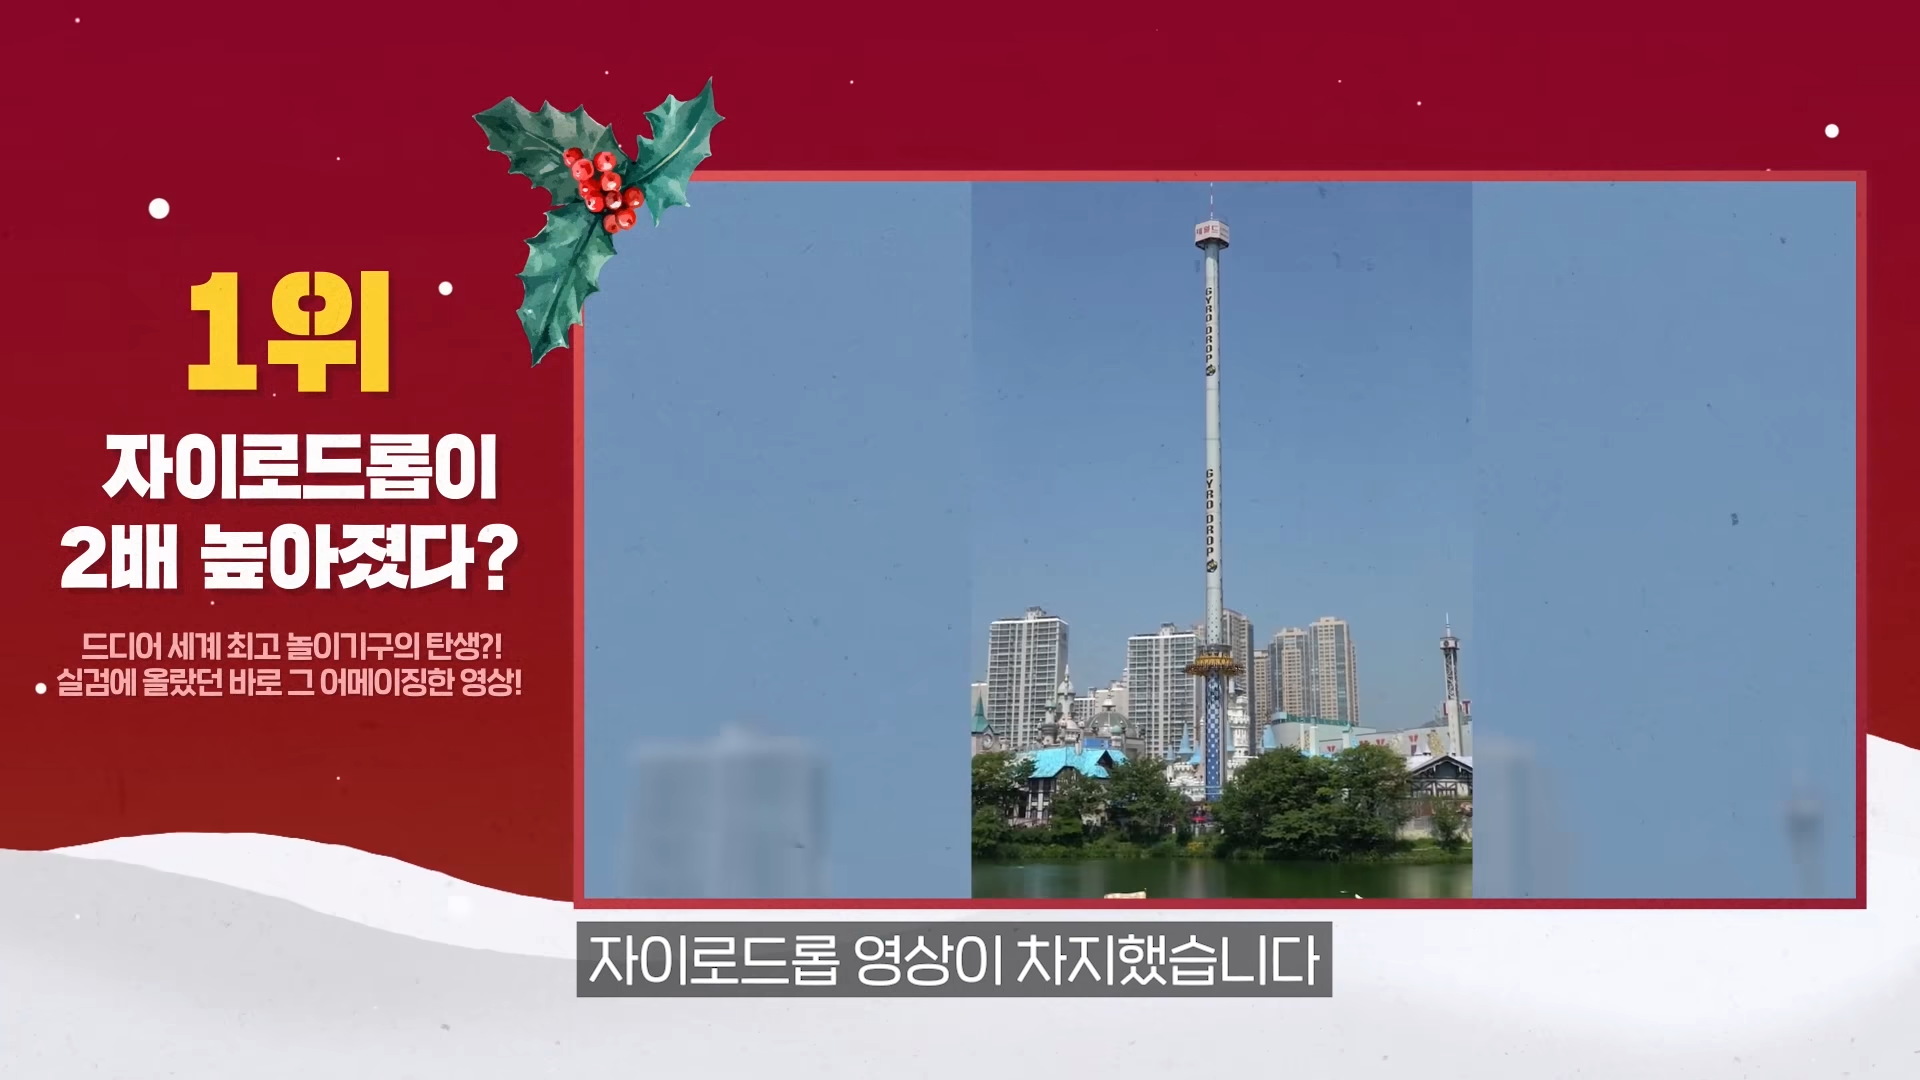 1위
자이로드롭이
2배 높아졌다?
드디어 세계 최고 놀이기구의 탄생?!
실검에 올랐던 바로 그 어메이징한 영상!
GYRO DROP
GYRO DROP
자이로드롭 영상이 차지했습니다